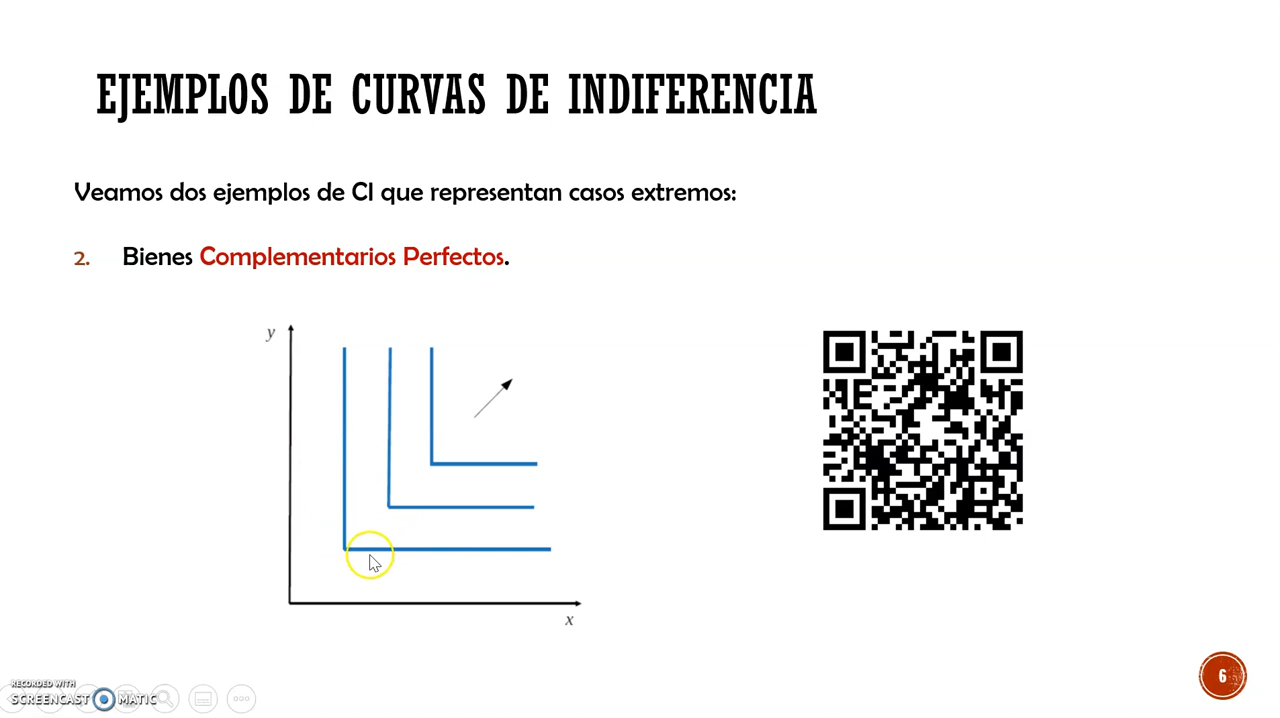 EJEMPLOS DE CURVAS DE INDIFERENCIA
Veamos dos ejemplos de CI que representan casos extremos:
2. Bienes Complementarios Perfectos.
y
x
6
RECORDED WITH
SCREENCAST MATIC